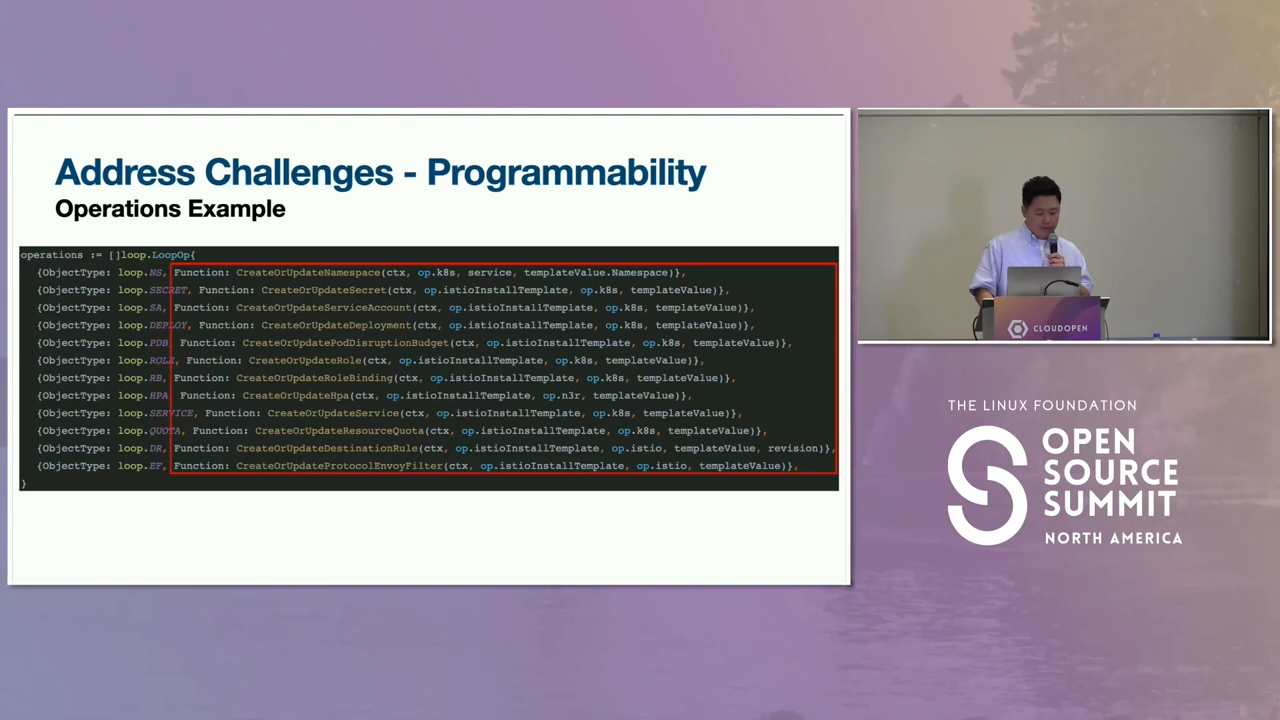 Address Challenges - Programmability
Operations Example
operations := []loop.LoopOp{
{ObjectType: loop.NS, Function: CreateOrUpdateNamespace(ctx, op.k8s, service, templateValue.Namespace)},
{ObjectType: loop.SECRET, Function: CreateOrUpdateSecret(ctx, op.istioInstallTemplate, op.k8s, templateValue)},
{ObjectType: loop.SA, Function: CreateOrUpdateServiceAccount(ctx, op.istioInstallTemplate, op.k8s, templateValue)},
{ObjectType: loop.DEPLOY, Function: CreateOrUpdateDeployment(ctx, op.istioInstallTemplate, op.k8s, templateValue)},
{ObjectType: loop.PDB, Function: CreateOrUpdatePodDisruptionBudget(ctx, op.istioInstallTemplate, op.k8s, templateValue)},
{ObjectType: loop.ROLE, Function: CreateOrUpdateRole(ctx, op.istioInstallTemplate, op.k8s, templateValue)},
{ObjectType: loop.RB, Function: CreateOrUpdateRoleBinding(ctx, op.istioInstallTemplate, op.k8s, templateValue)},
{ObjectType: loop.HPA, Function: CreateOrUpdateHpa(ctx, op.istioInstallTemplate, op.n3r, templateValue)},
{ObjectType: loop.SERVICE, Function: CreateOrUpdateService(ctx, op.istioInstallTemplate, op.k8s, templateValue)},
{ObjectType: loop.QUOTA, Function: CreateOrUpdateResourceQuota(ctx, op.istioInstallTemplate, op.k8s, templateValue)},
{ObjectType: loop.DR, Function: CreateOrUpdateDestinationRule(ctx, op.istioInstallTemplate, op.istio, templateValue, revision)},
{ObjectType: loop.EF, Function: CreateOrUpdateProtocolEnvoyFilter(ctx, op.istioInstallTemplate, op.istio, templateValue)},
}
CLOUDOPEN
THE LINUX FOUNDATION
OPEN
SOURCE
SUMMIT
NORTH AMERICA